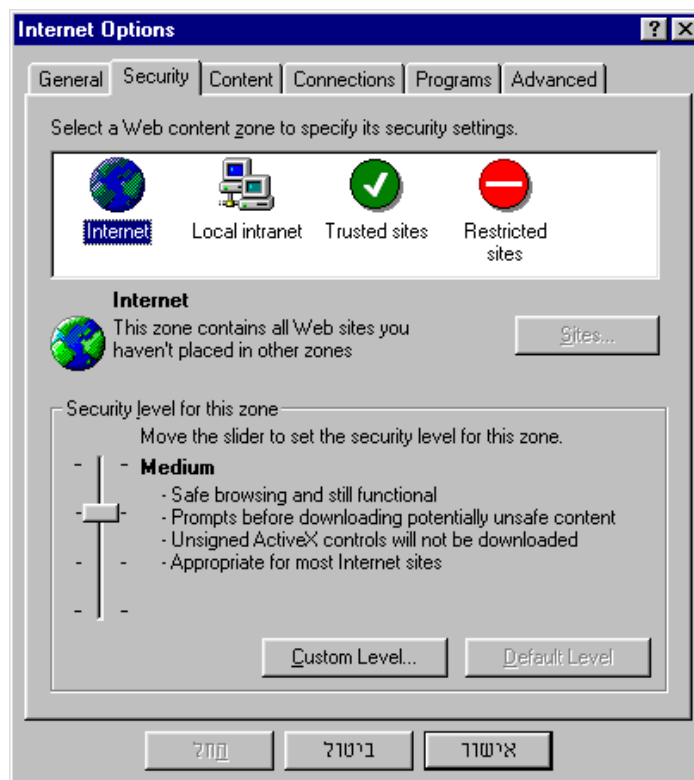 Internet Options
General Security Content Connections Programs Advanced
Select a Web content zone to specify its security settings.
Internet Local intranet Trusted sites Restricted sites
Internet
This zone contains all Web sites you
haven't placed in other zones
Sites...
Security level for this zone
Move the slider to set the security level for this zone.
Medium
- Safe browsing and still functional
- Prompts before downloading potentially unsafe content
- Unsigned ActiveX controls will not be downloaded
- Appropriate for most Internet sites
Custom Level... Default Level
החל ביטול אישור